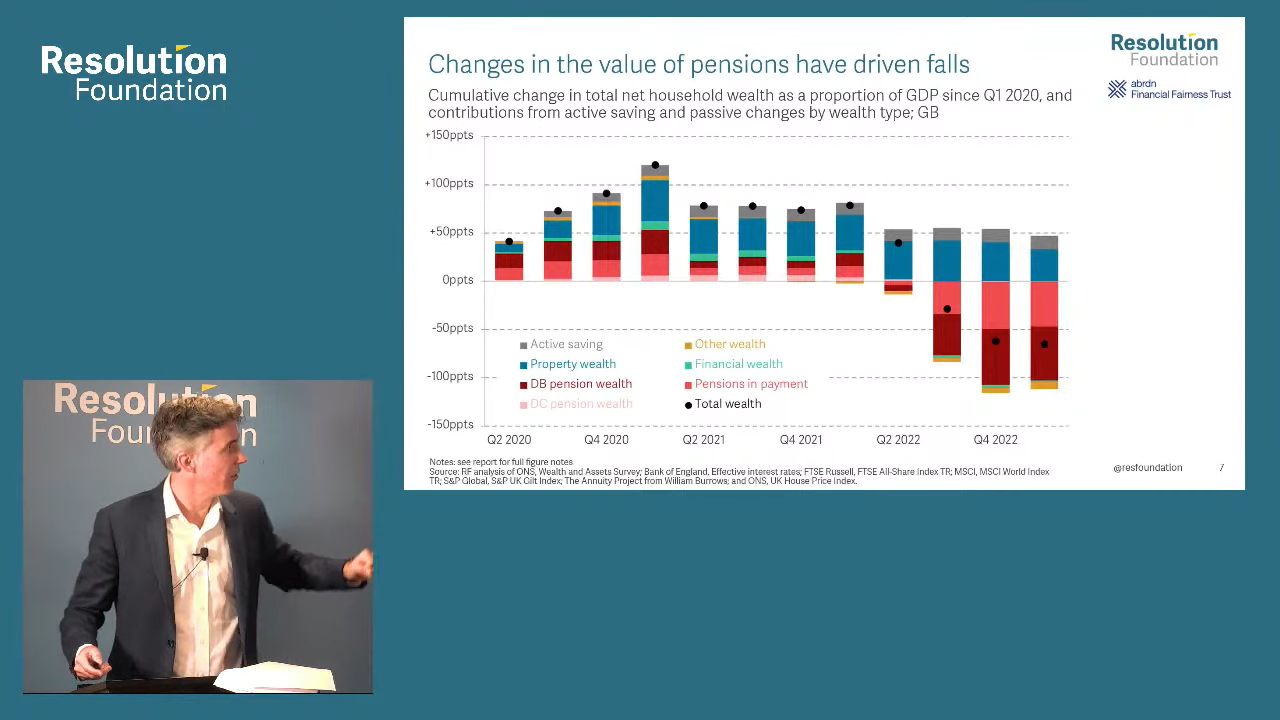 Resolution
Foundation
Changes in the value of pensions have driven falls
Cumulative change in total net household wealth as a proportion of GDP since Q1 2020, and
contributions from active saving and passive changes by wealth type; GB
Resolution
Foundation
abrdn
Financial Fairness Trust
+150ppts
+100ppts
+50ppts
0ppts
-50ppts
-100ppts
-150ppts
Active saving
Other wealth
Property wealth
Financial wealth
DB pension wealth
Pensions in payment
DC pension wealth
Total wealth
Q2 2020
Q4 2020
Q2 2021
Q4 2021
Q2 2022
Q4 2022
Notes: see report for full figure notes
Source: RF analysis of ONS, Wealth and Assets Survey; Bank of England, Effective interest rates; FTSE Russell, FTSE All-Share Index TR; MSCI, MSCI World Index
TR; S&P Global, S&P UK Gilt Index; The Annuity Project from William Burrows; and ONS, UK House Price Index.
@resfoundation
7
Resolution
Foundation